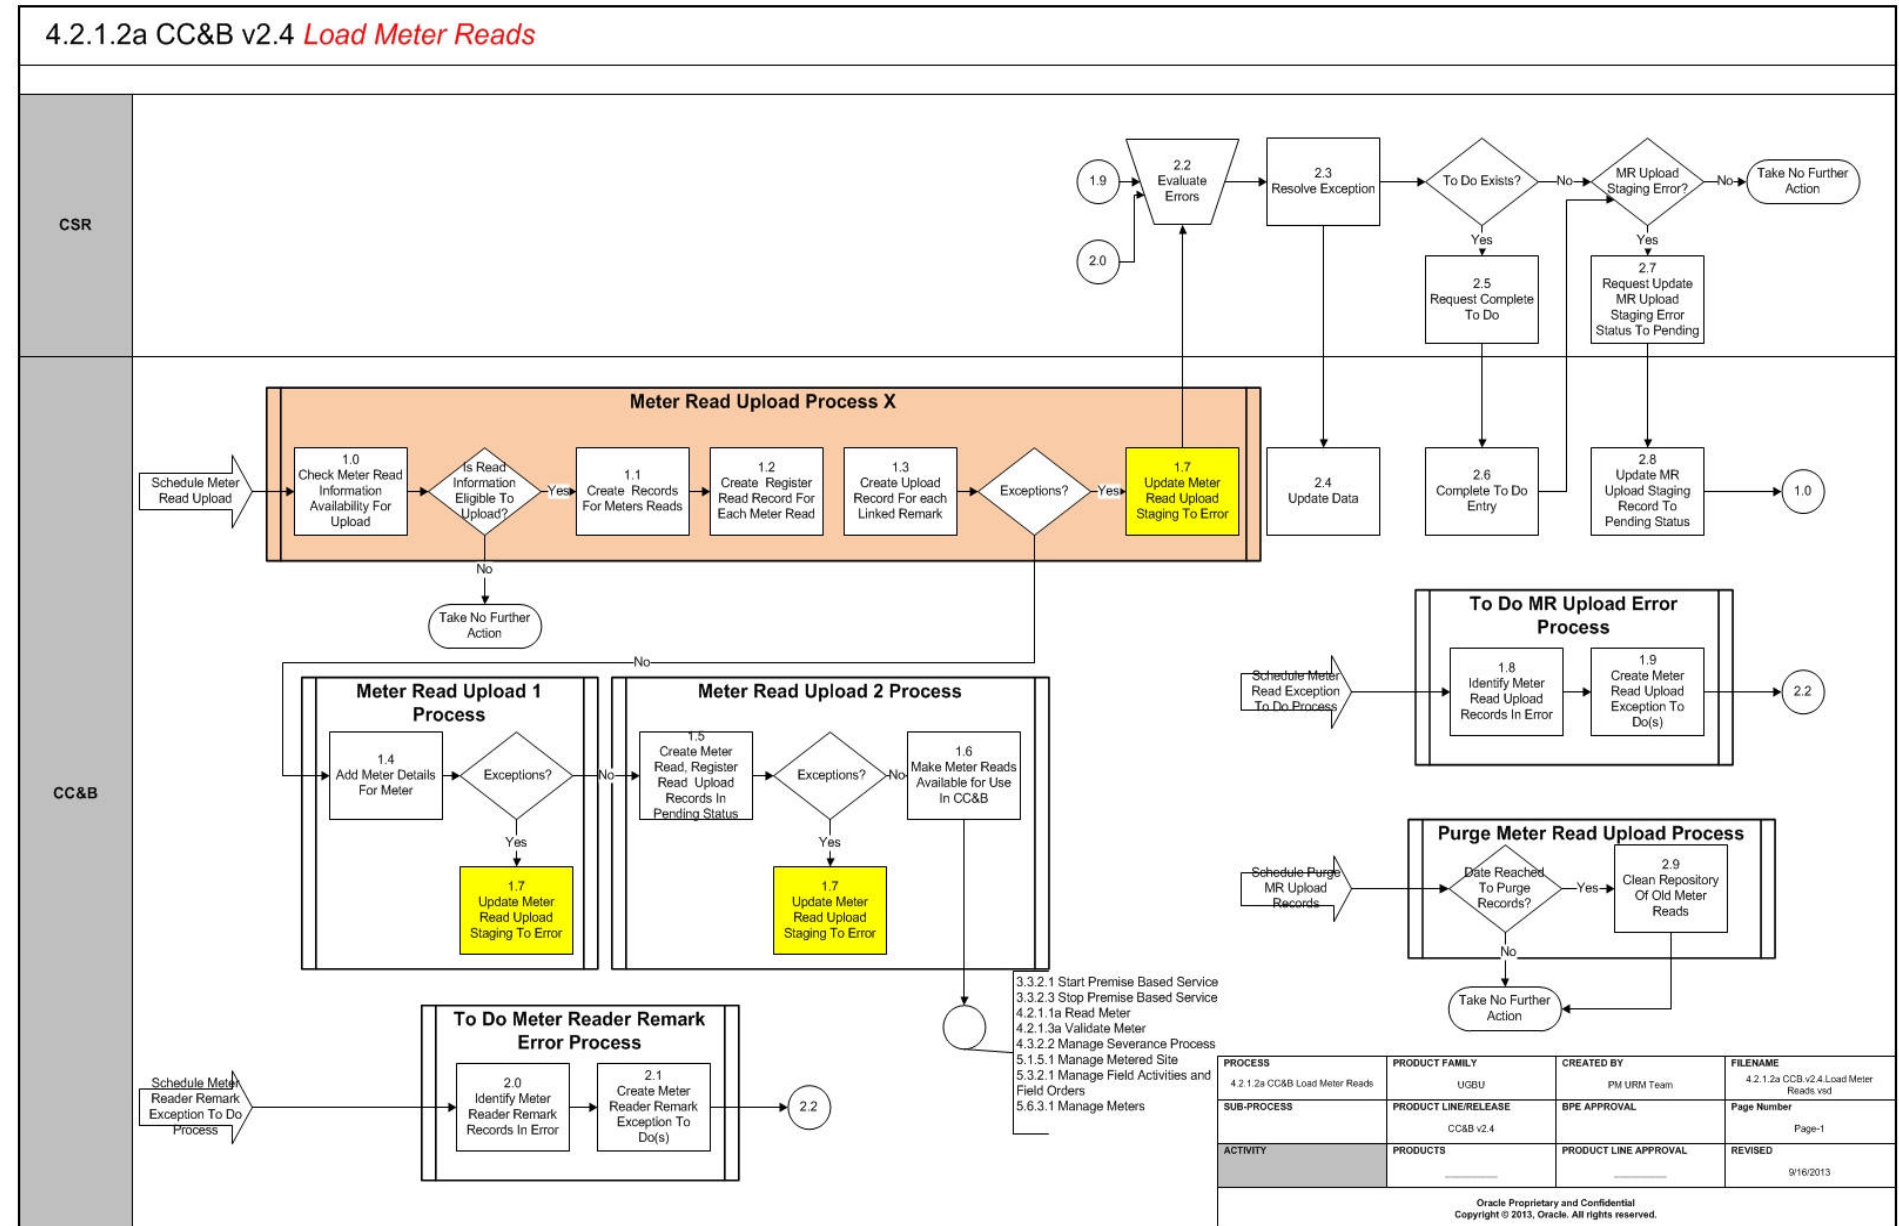 4.2.1.2a CC&B v2.4 Load Meter Reads
CSR
1.9
2.0
2.2
Evaluate
Errors
2.3
Resolve Exception
To Do Exists?
No
MR Upload
Staging Error?
No
Take No Further
Action
Yes
Yes
2.5
Request Complete
To Do
2.7
Request Update
MR Upload
Staging Error
Status To Pending
CC&B
Meter Read Upload Process X
Schedule Meter
Read Upload
1.0
Check Meter Read
Information
Availability For
Upload
Is Read
Information
Eligible To
Upload?
Yes
1.1
Create Records
For Meters Reads
1.2
Create Register
Read Record For
Each Meter Read
1.3
Create Upload
Record For each
Linked Remark
Exceptions?
Yes
1.7
Update Meter
Read Upload
Staging To Error
2.4
Update Data
2.6
Complete To Do
Entry
2.8
Update MR
Upload Staging
Record To
Pending Status
1.0
No
Take No Further
Action
No
Meter Read Upload 1
Process
1.4
Add Meter Details
For Meter
Exceptions?
No
Yes
1.7
Update Meter
Read Upload
Staging To Error
Meter Read Upload 2 Process
1.5
Create Meter
Read, Register
Read Upload
Records In
Pending Status
Exceptions?
No
1.6
Make Meter Reads
Available for Use
In CC&B
Yes
1.7
Update Meter
Read Upload
Staging To Error
To Do MR Upload Error
Process
Schedule Meter
Read Exception
To Do Process
1.8
Identify Meter
Read Upload
Records In Error
1.9
Create Meter
Read Upload
Exception To
Do(s)
2.2
Purge Meter Read Upload Process
Schedule Purge
MR Upload
Records
Date Reached
To Purge
Records?
Yes
2.9
Clean Repository
Of Old Meter
Reads
No
Take No Further
Action
3.3.2.1 Start Premise Based Service
3.3.2.3 Stop Premise Based Service
4.2.1.1a Read Meter
4.2.1.3a Validate Meter
4.3.2.2 Manage Severance Process
5.1.5.1 Manage Metered Site
5.3.2.1 Manage Field Activities and
Field Orders
5.6.3.1 Manage Meters
To Do Meter Reader Remark
Error Process
Schedule Meter
Reader Remark
Exception To Do
Process
2.0
Identify Meter
Reader Remark
Records In Error
2.1
Create Meter
Reader Remark
Exception To
Do(s)
2.2
PROCESS
4.2.1.2a CC&B Load Meter Reads
PRODUCT FAMILY
UGBU
CREATED BY
PM URM Team
FILENAME
4.2.1.2a CCB.v2.4.Load Meter
Reads.vsd
SUB-PROCESS
PRODUCT LINE/RELEASE
CC&B v2.4
BPE APPROVAL
Page Number
Page-1
ACTIVITY
PRODUCTS
PRODUCT LINE APPROVAL
REVISED
9/16/2013
Oracle Proprietary and Confidential
Copyright © 2013, Oracle. All rights reserved.